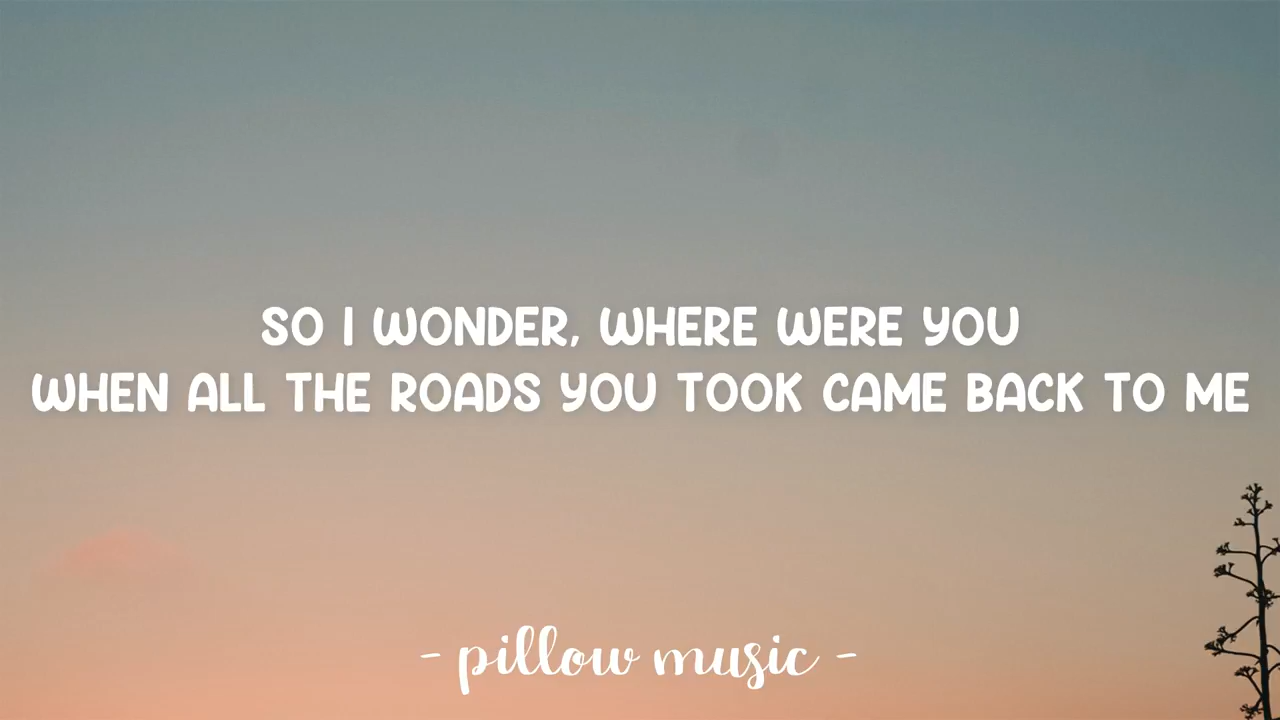 SO I WONDER, WHERE WERE YOU
WHEN ALL THE ROADS YOU TOOK CAME BACK TO ME
- pillow music -